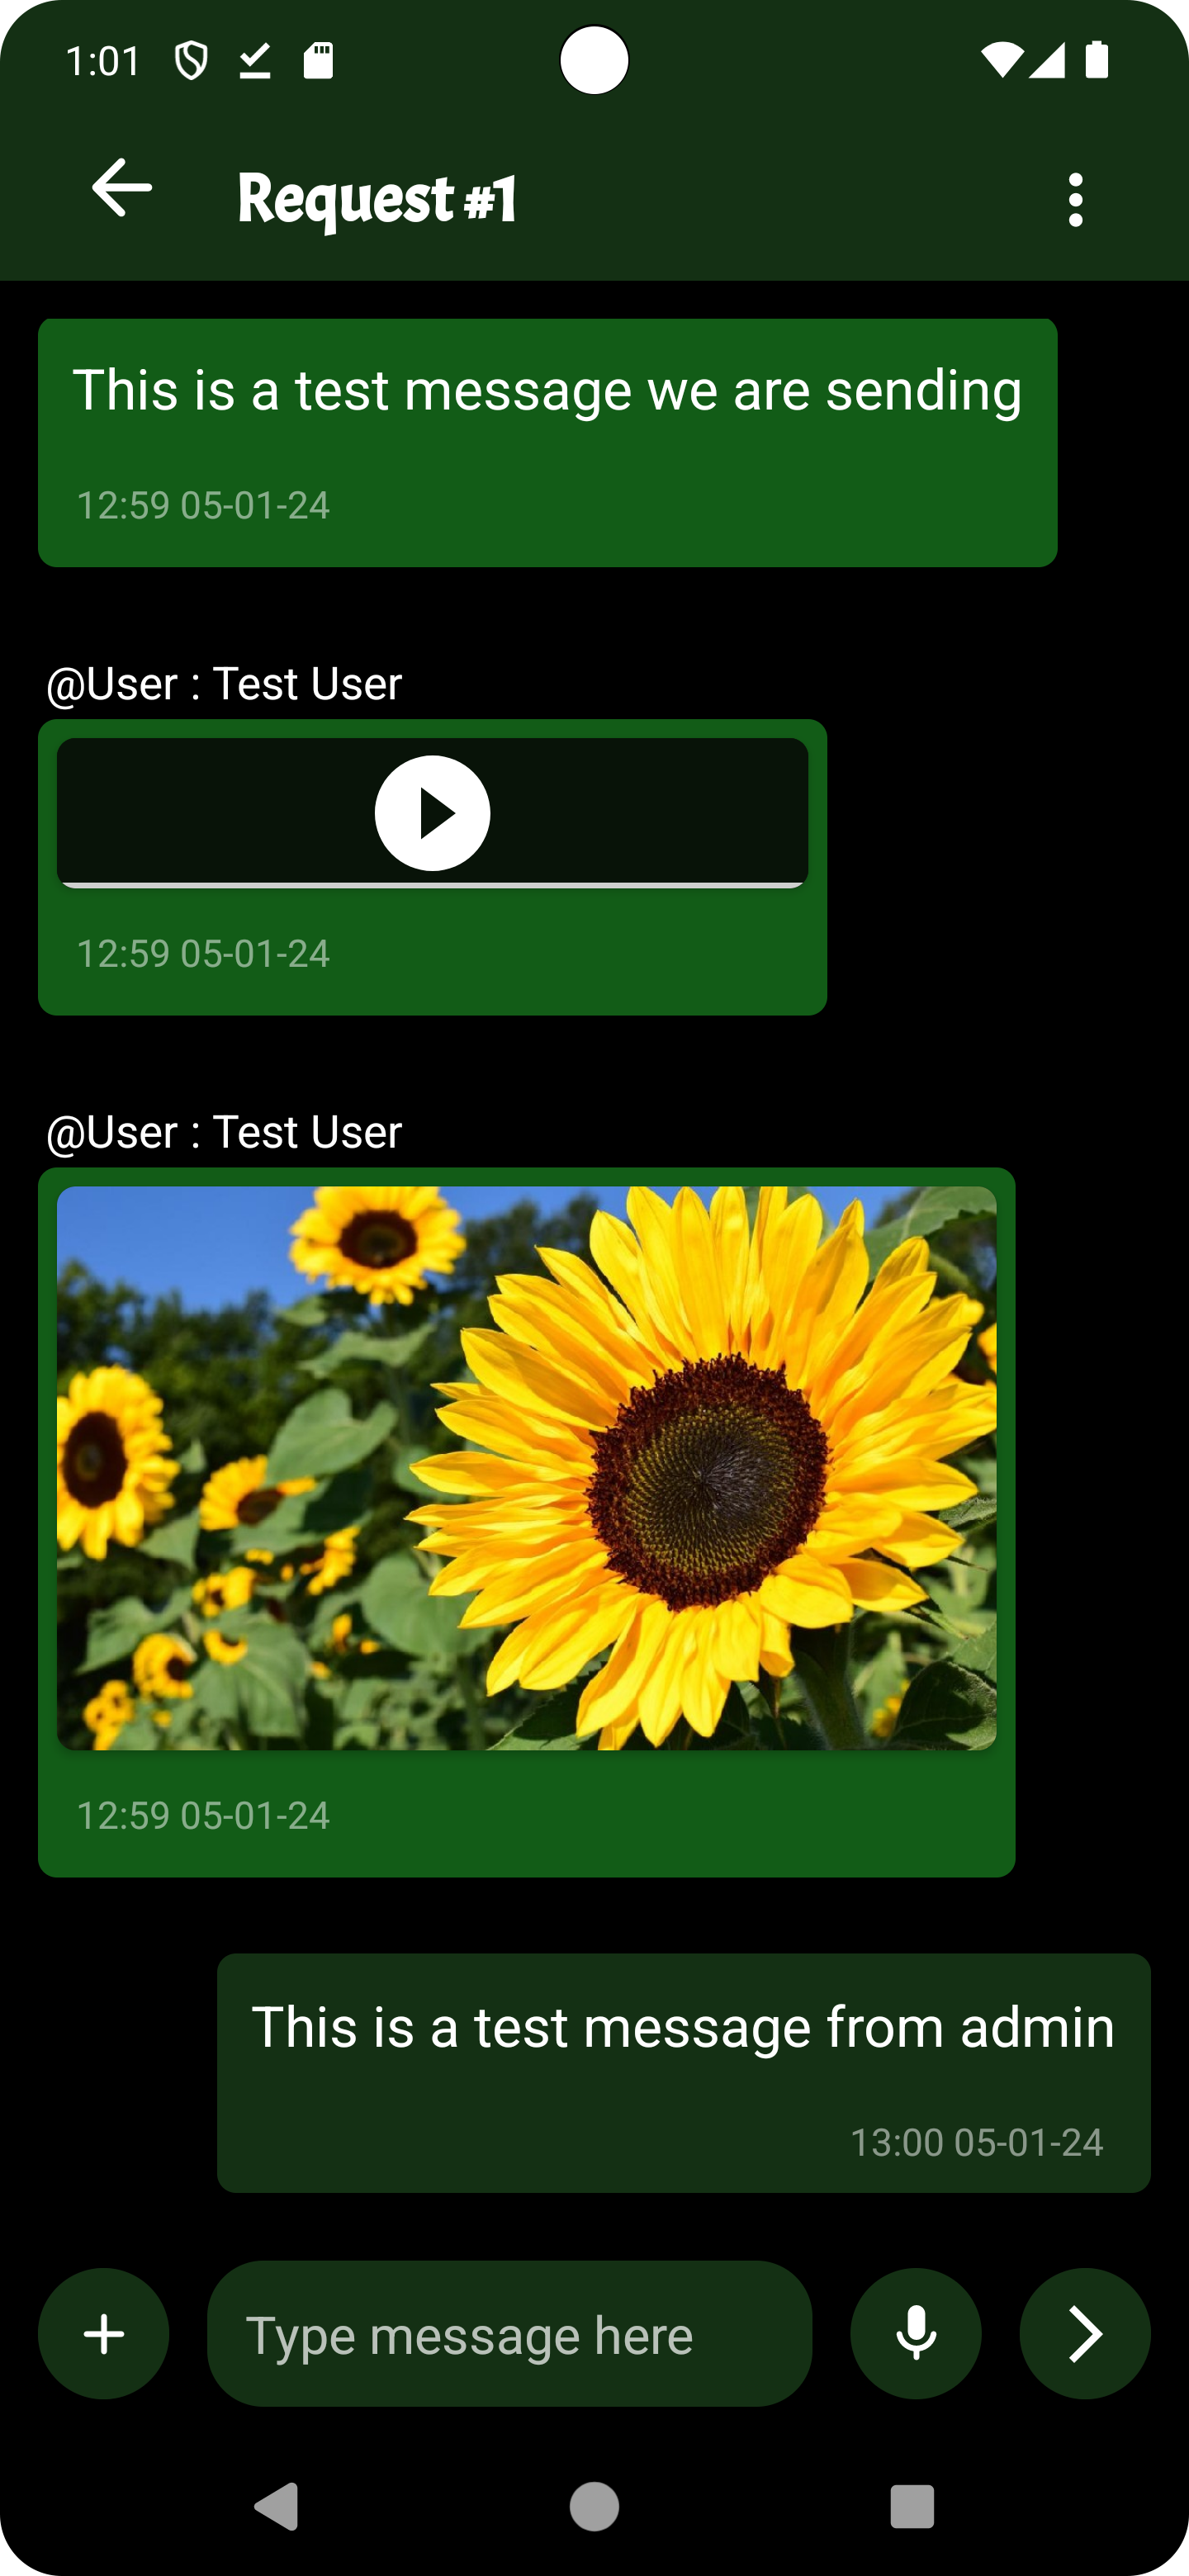 1:01
Request #1
This is a test message we are sending
12:59 05-01-24
@User : Test User
12:59 05-01-24
@User : Test User
12:59 05-01-24
This is a test message from admin
13:00 05-01-24
Type message here